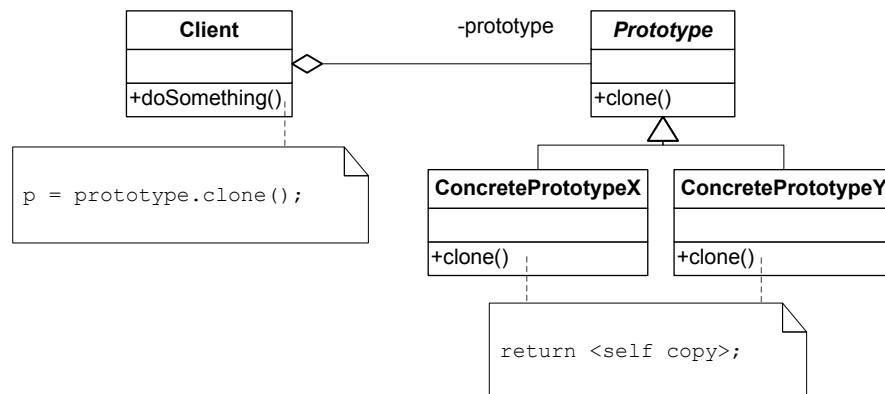 Client
-prototype
Prototype
+doSomething()
+clone()
p = prototype.clone();
ConcretePrototypeX
ConcretePrototypeY
+clone()
+clone()
return <self copy>;